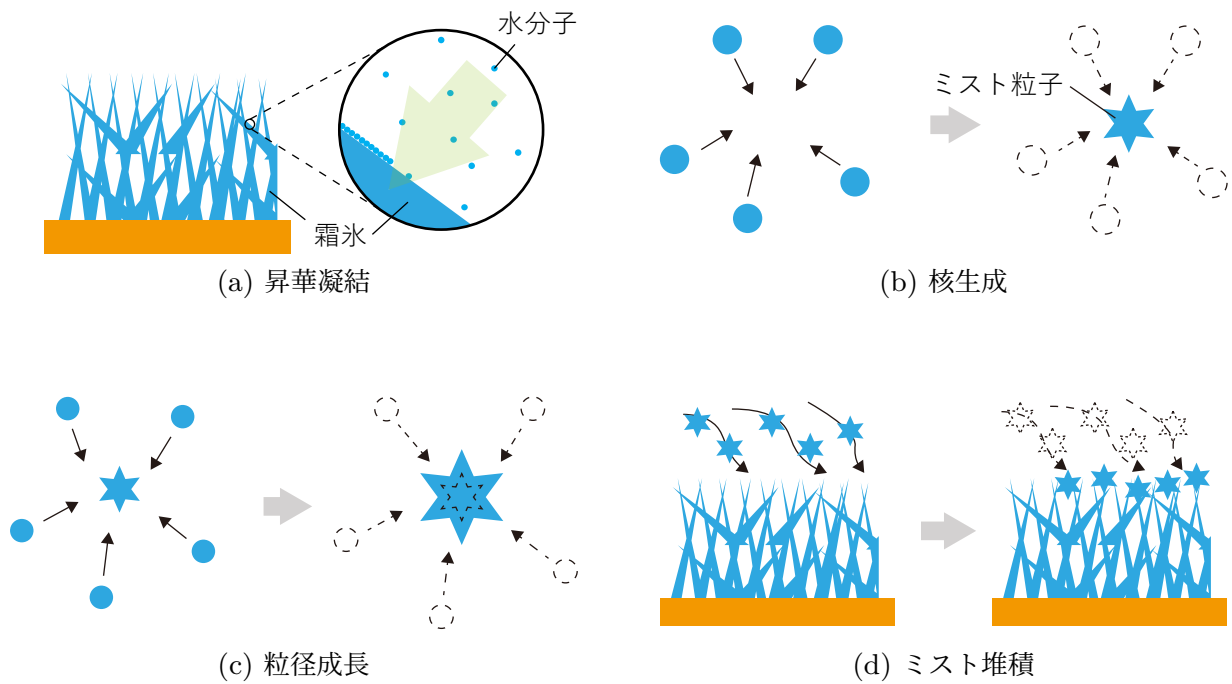 水分子
霜氷
(a) 昇華凝結
ミスト粒子
(b) 核生成
(c) 粒径成長
(d) ミスト堆積